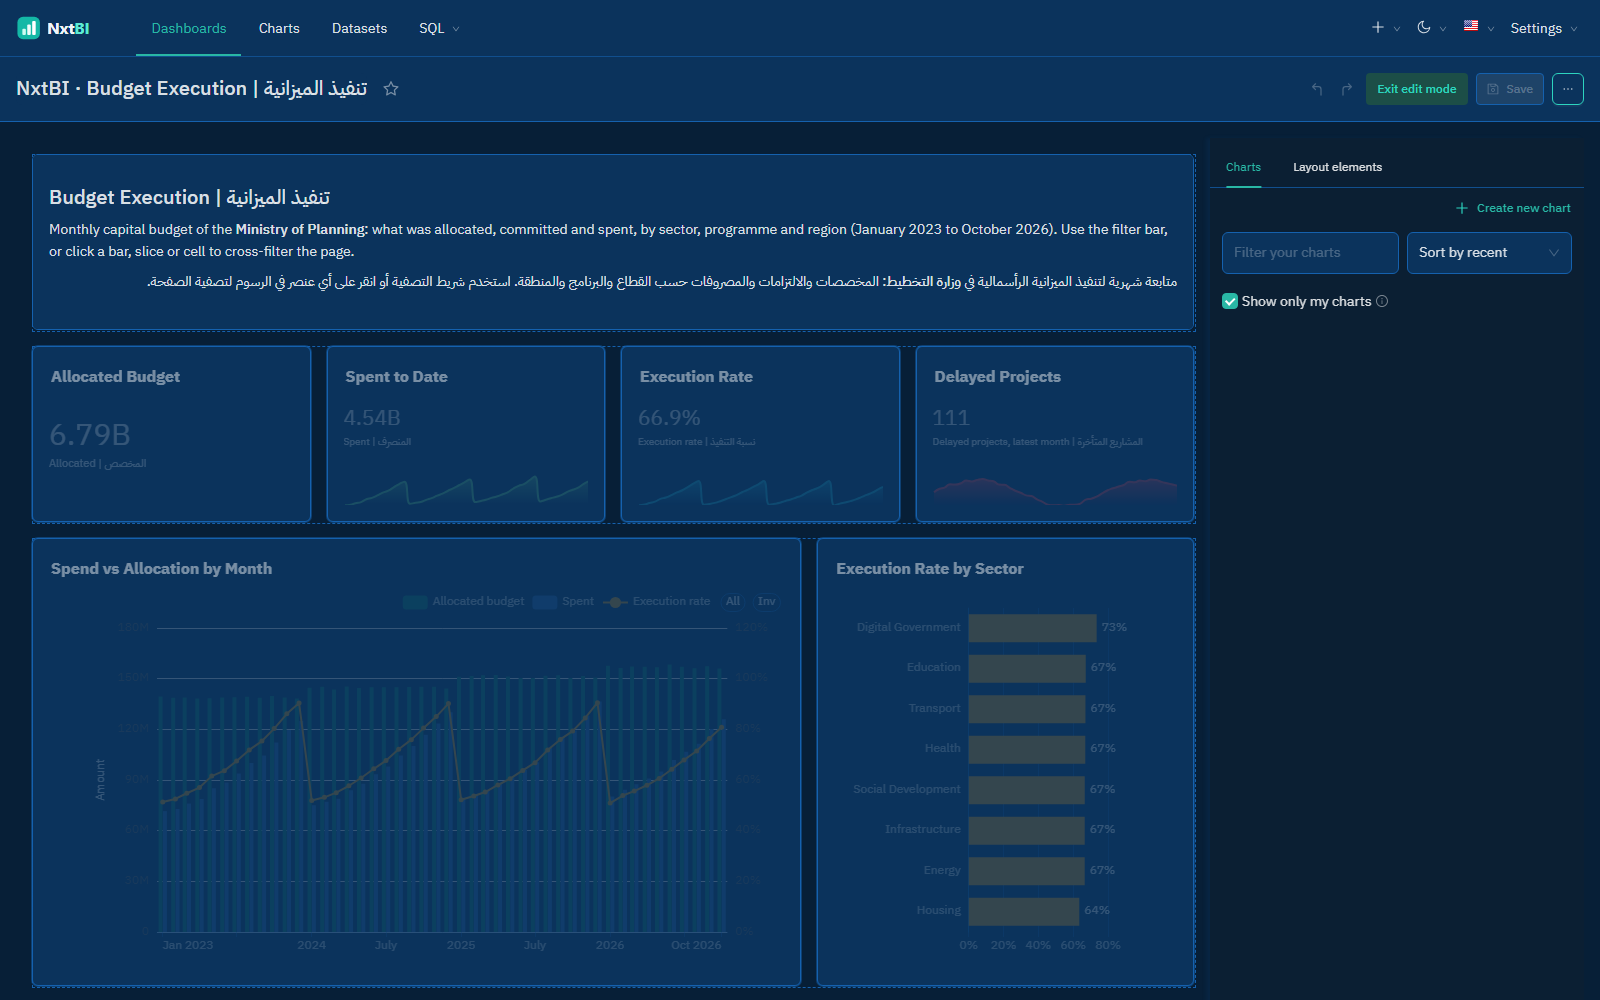 NxtBI
Dashboards
Charts
Datasets
SQL
Settings
NxtBI · Budget Execution | تنفيذ الميزانية
Exit edit mode
Save
Budget Execution | تنفيذ الميزانية
Monthly capital budget of the Ministry of Planning: what was allocated, committed and spent, by sector, programme and region (January 2023 to October 2026). Use the filter bar,
or click a bar, slice or cell to cross-filter the page.
متابعة شهرية لتنفيذ الميزانية الرأسمالية في وزارة التخطيط: المخصصات والالتزامات والمصروفات حسب القطاع والبرنامج والمنطقة. استخدم شريط التصفية أو انقر على أي عنصر في الرسوم لتصفية الصفحة.
Charts
Layout elements
Create new chart
Filter your charts
Sort by recent
Show only my charts
Allocated Budget
6.79B
Allocated | المخصص
Spent to Date
4.54B
Spent | المنصرف
Execution Rate
66.9%
Execution rate | نسبة التنفيذ
Delayed Projects
111
Delayed projects, latest month | المشاريع المتأخرة
Spend vs Allocation by Month
Allocated budget
Spent
Execution rate
All
Inv
Amount
Jan 2023
2024
July
2025
July
2026
Oct 2026
Execution Rate by Sector
Digital Government 73%
Education 67%
Transport 67%
Health 67%
Social Development 67%
Infrastructure 67%
Energy 67%
Housing 64%
0% 20% 40% 60% 80%